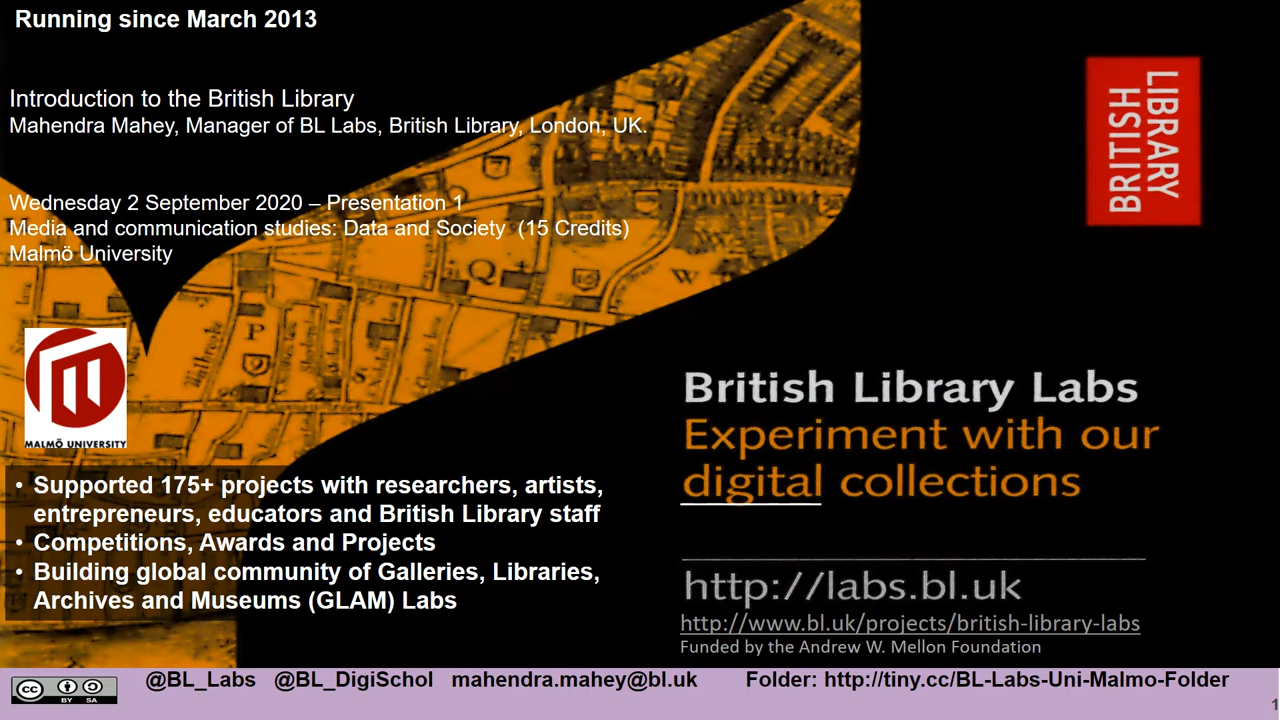 Running since March 2013
Introduction to the British Library
Mahendra Mahey, Manager of BL Labs, British Library, London, UK.
Wednesday 2 September 2020 – Presentation 1
Media and communication studies: Data and Society (15 Credits)
Malmö University
MALMÖ UNIVERSITY
• Supported 175+ projects with researchers, artists,
entrepreneurs, educators and British Library staff
• Competitions, Awards and Projects
• Building global community of Galleries, Libraries,
Archives and Museums (GLAM) Labs
BRITISH
LIBRARY
Q
W
P
S
British Library Labs
Experiment with our
digital collections
http://labs.bl.uk
http://www.bl.uk/projects/british-library-labs
Funded by the Andrew W. Mellon Foundation
cc BY SA
@BL_Labs @BL_DigiSchol mahendra.mahey@bl.uk Folder: http://tiny.cc/BL-Labs-Uni-Malmo-Folder
1